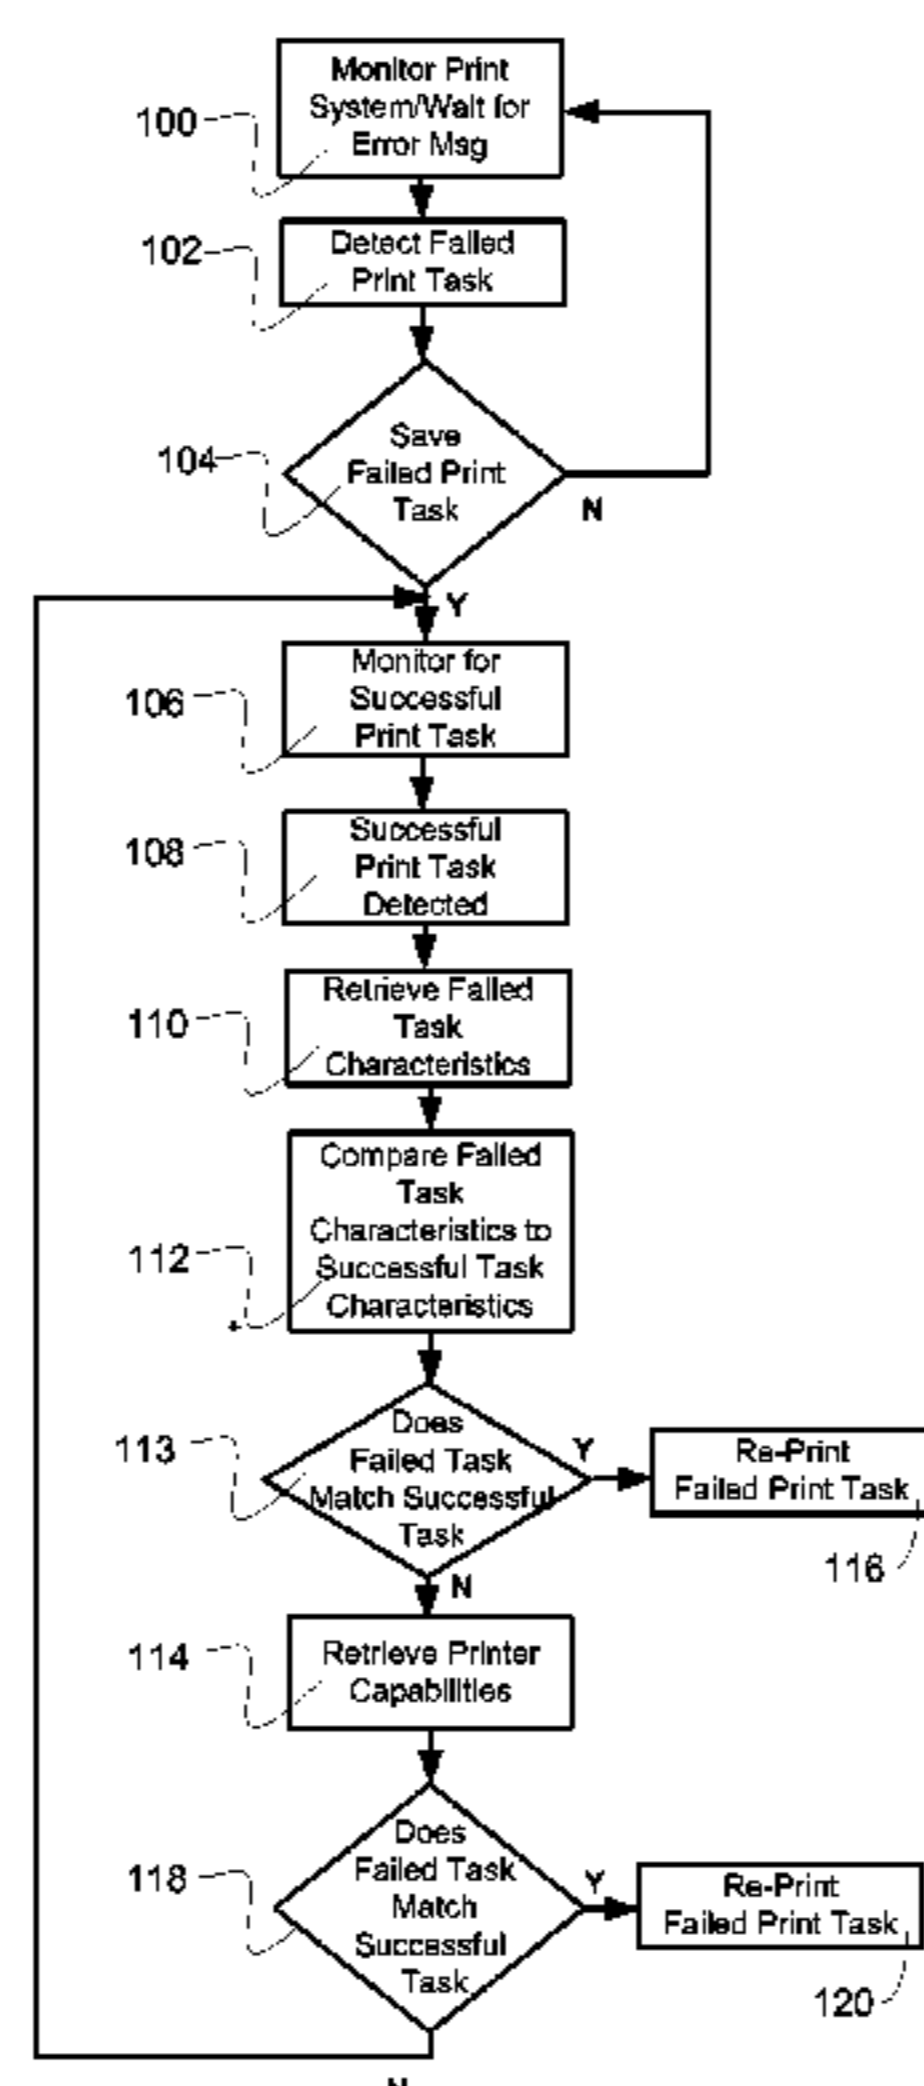 Monitor Print
System/Wait for
Error Msg
100
Detect Failed
Print Task
102
Save
Failed Print
Task
104
N
Y
Monitor for
Successful
Print Task
106
Successful
Print Task
Detected
108
Retrieve Failed
Task
Characteristics
110
Compare Failed
Task
Characteristics to
Successful Task
Characteristics
112
Does
Failed Task
Match Successful
Task
113
Y
Re-Print
Failed Print Task
116
N
Retrieve Printer
Capabilities
114
Does
Failed Task
Match
Successful
Task
118
Y
Re-Print
Failed Print Task
120
N